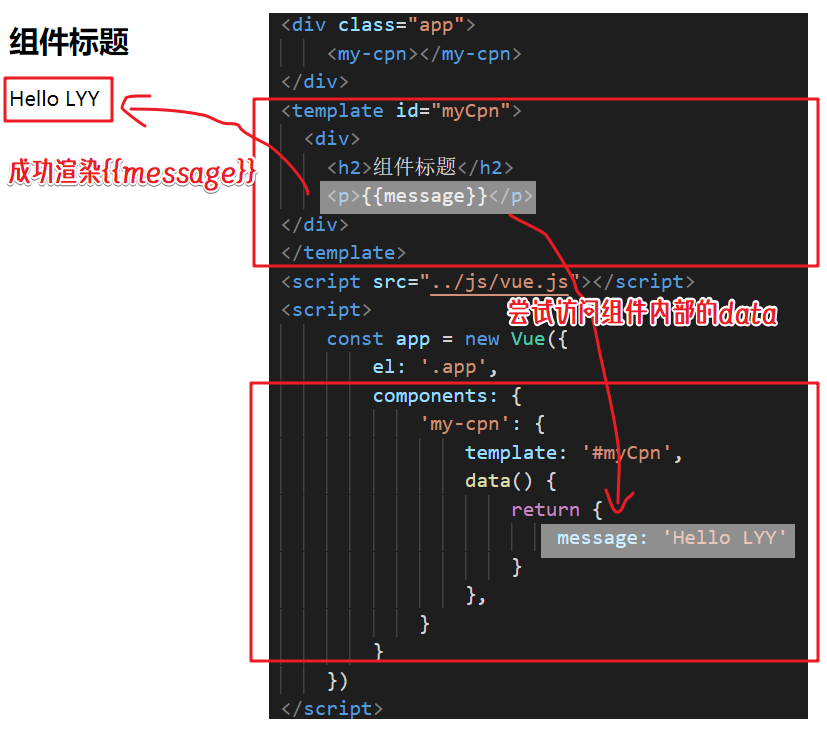 组件标题
Hello LYY
成功渲染{{message}}
<div class="app">
<my-cpn></my-cpn>
</div>
<template id="myCpn">
<div>
<h2>组件标题</h2>
<p>{{message}}</p>
</div>
</template>
<script src="../js/vue.js"></script>
尝试访问组件内部的data
<script>
const app = new Vue({
el: '.app',
components: {
'my-cpn': {
template: '#myCpn',
data() {
return {
message: 'Hello LYY'
}
},
}
}
})
</script>